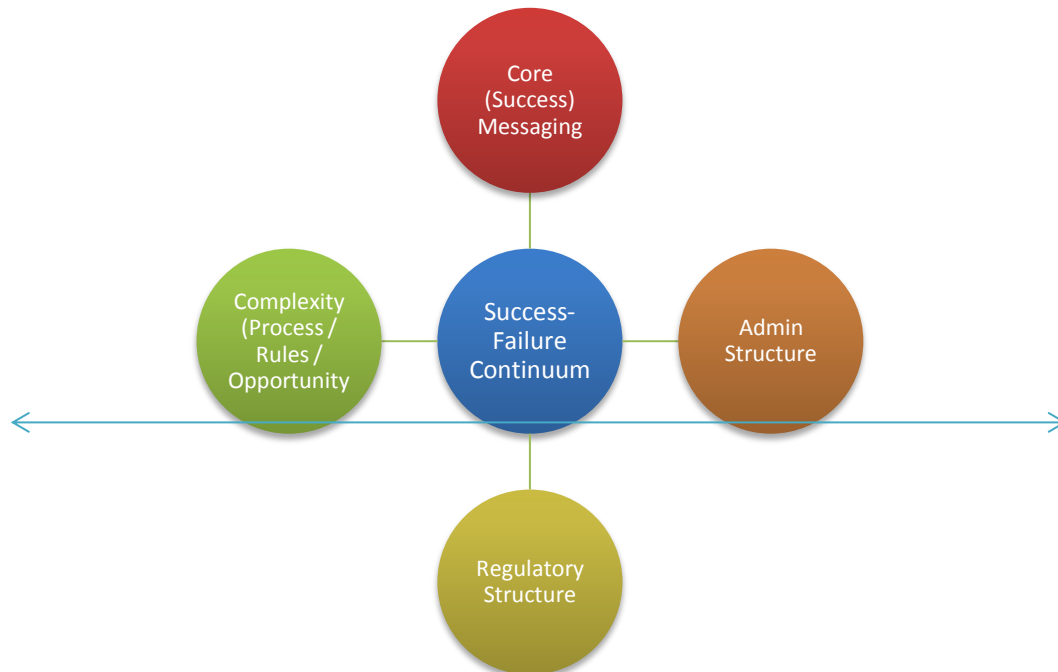 Core
(Success)
Messaging
Complexity
(Process /
Rules /
Opportunity
Success-
Failure
Continuum
Admin
Structure
Regulatory
Structure